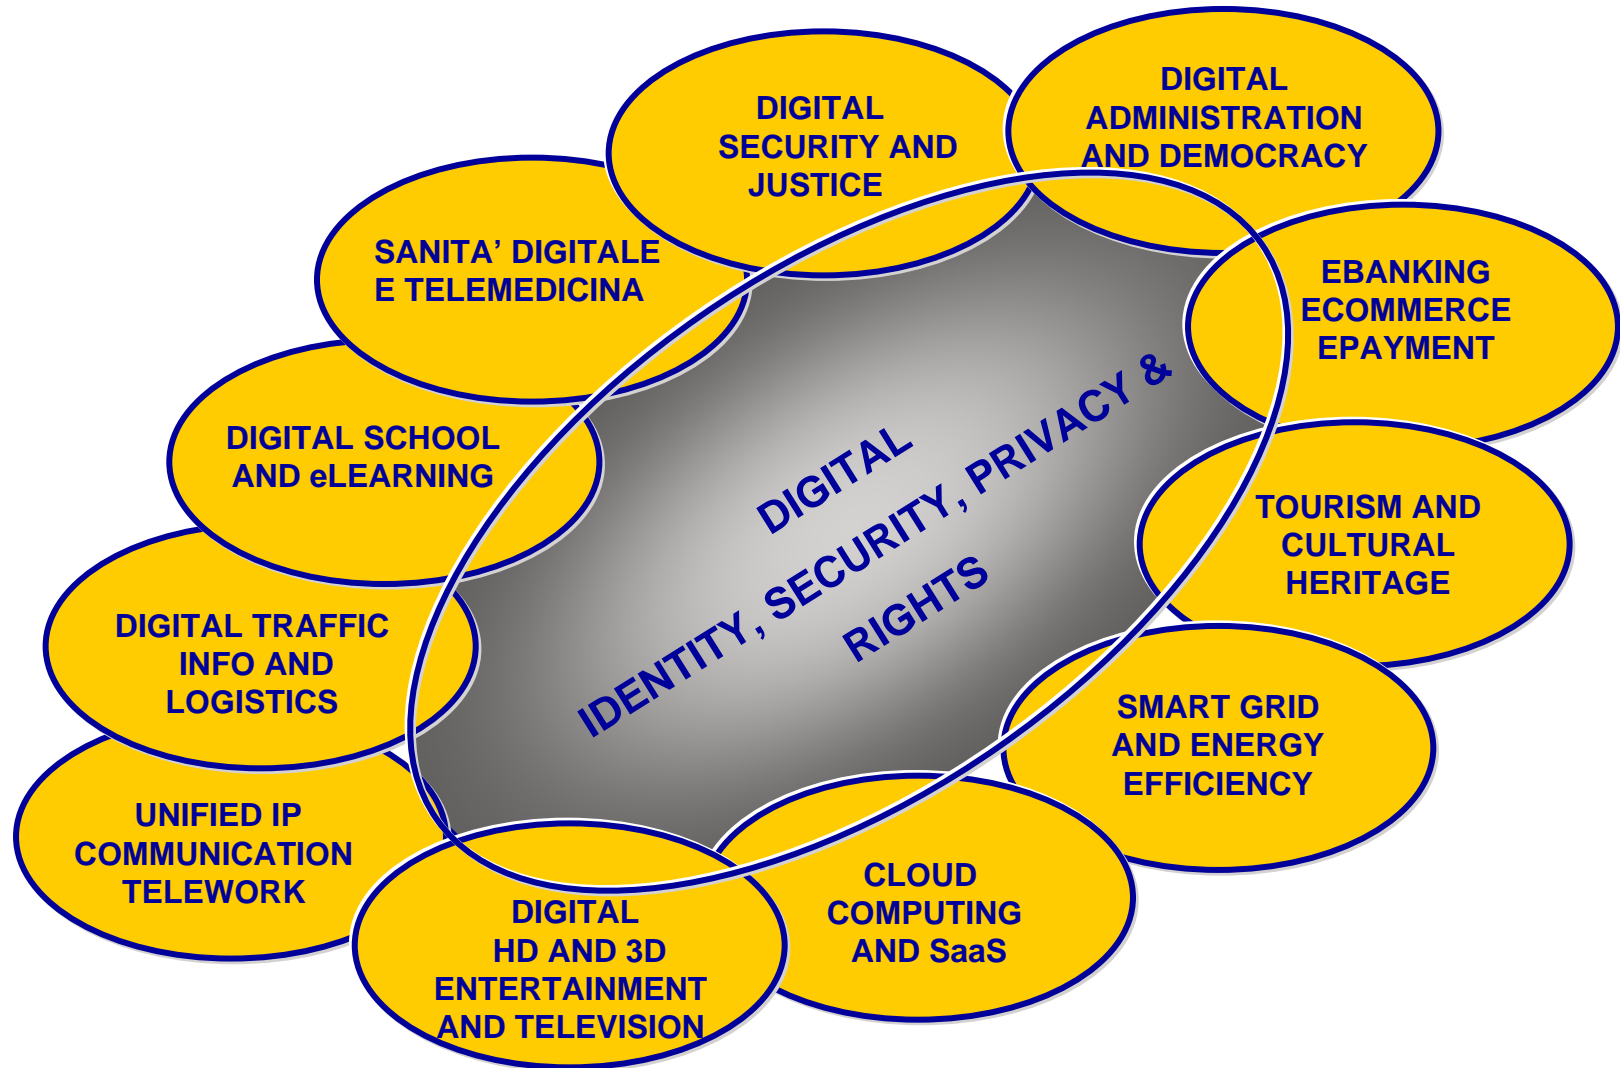 DIGITAL
ADMINISTRATION
AND DEMOCRACY
DIGITAL
SECURITY AND
JUSTICE
SANITA’ DIGITALE
E TELEMEDICINA
EBANKING
ECOMMERCE
EPAYMENT
DIGITAL SCHOOL
AND eLEARNING
DIGITAL
IDENTITY, SECURITY, PRIVACY &
RIGHTS
TOURISM AND
CULTURAL
HERITAGE
DIGITAL TRAFFIC
INFO AND
LOGISTICS
SMART GRID
AND ENERGY
EFFICIENCY
UNIFIED IP
COMMUNICATION
TELEWORK
CLOUD
COMPUTING
AND SaaS
DIGITAL
HD AND 3D
ENTERTAINMENT
AND TELEVISION